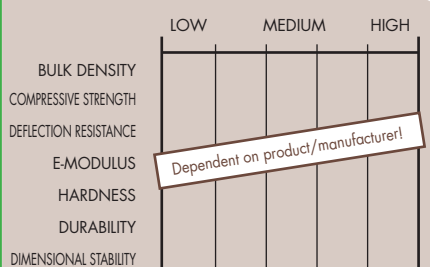 LOW MEDIUM HIGH
BULK DENSITY
COMPRESSIVE STRENGTH
DEFLECTION RESISTANCE
E-MODULUS
Dependent on product/manufacturer!
HARDNESS
DURABILITY
DIMENSIONAL STABILITY